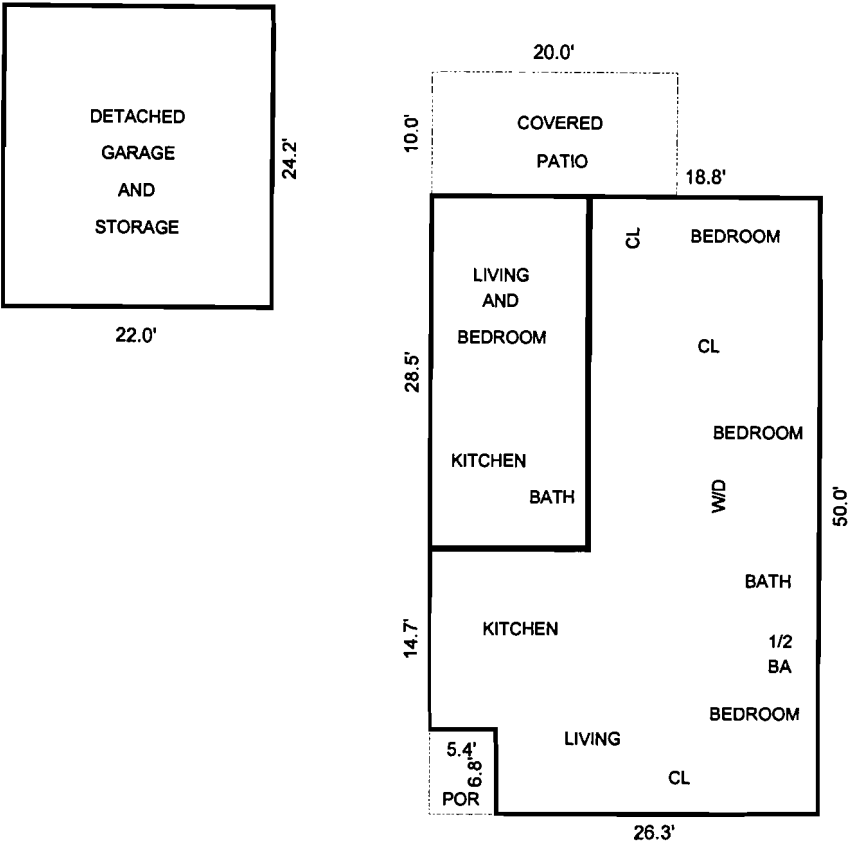 DETACHED
GARAGE
AND
STORAGE
24.2'
22.0'
20.0'
10.0'
COVERED
PATIO
18.8'
CL
BEDROOM
LIVING
AND
BEDROOM
CL
28.5'
BEDROOM
KITCHEN
BATH
W/D
50.0'
BATH
14.7'
KITCHEN
1/2
BA
BEDROOM
LIVING
5.4'
6.8'
CL
POR
26.3'